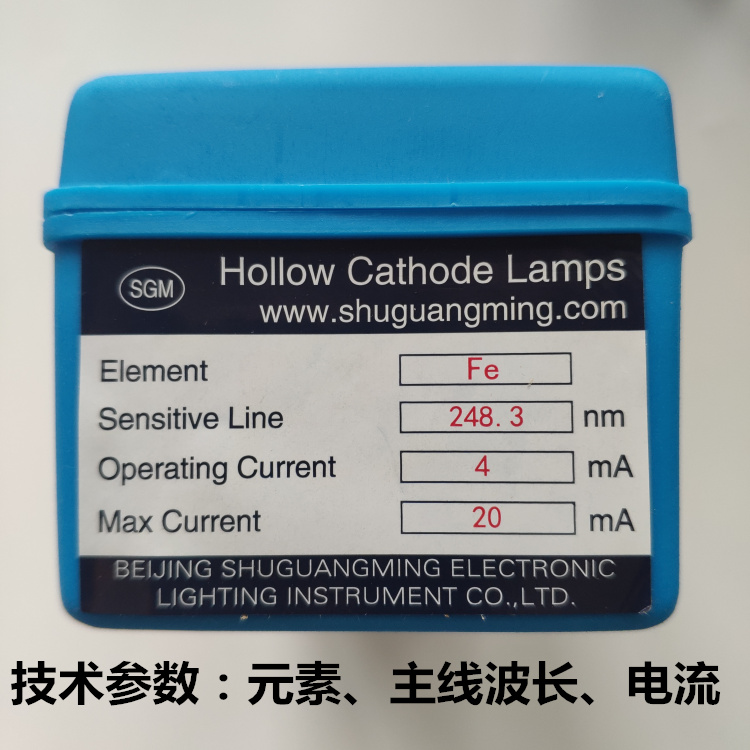 SGM
Hollow Cathode Lamps
www.shuguangming.com
Element Fe
Sensitive Line 248.3 nm
Operating Current 4 mA
Max Current 20 mA
BEIJING SHUGUANGMING ELECTRONIC
LIGHTING INSTRUMENT CO.,LTD.
技术参数：元素、主线波长、电流